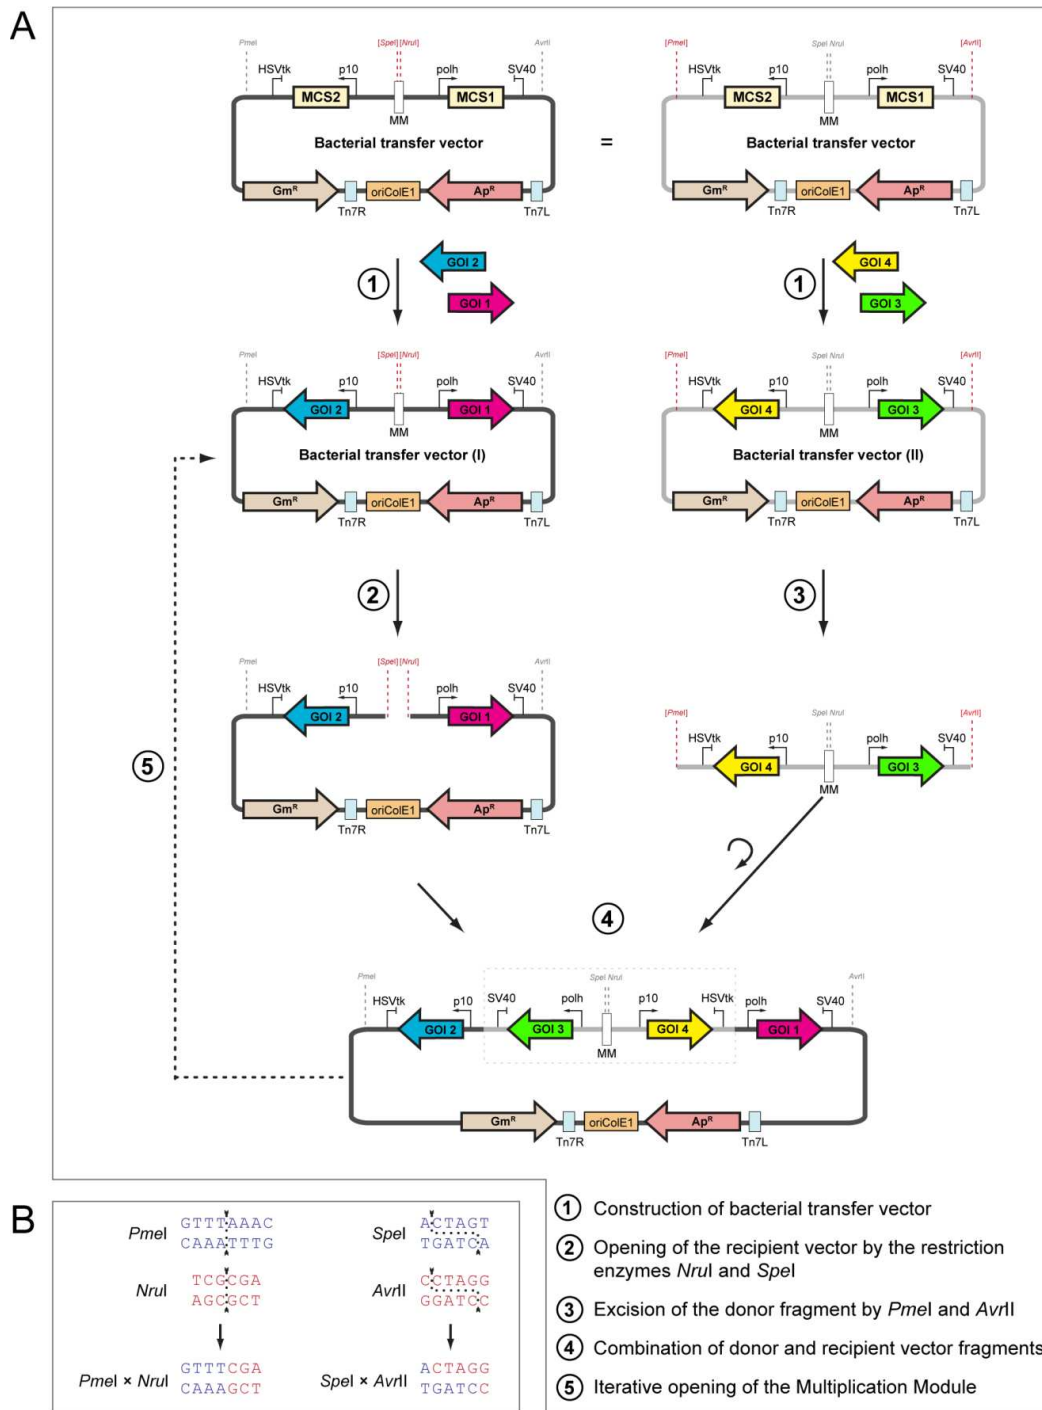 A
PmeI [SpeI] [NruI] AvrII
HSVtk p10 polh SV40
MCS2 MCS1
MM
Bacterial transfer vector
GmR oriColE1 ApR
Tn7R Tn7L
=
[PmeI] SpeI NruI [AvrII]
HSVtk p10 polh SV40
MCS2 MCS1
MM
Bacterial transfer vector
GmR oriColE1 ApR
Tn7R Tn7L
1
GOI 2
GOI 1
1
GOI 4
GOI 3
PmeI [SpeI] [NruI] AvrII
HSVtk p10 polh SV40
GOI 2 GOI 1
MM
Bacterial transfer vector (I)
GmR oriColE1 ApR
Tn7R Tn7L
[PmeI] SpeI NruI [AvrII]
HSVtk p10 polh SV40
GOI 4 GOI 3
MM
Bacterial transfer vector (II)
GmR oriColE1 ApR
Tn7R Tn7L
2
3
PmeI [SpeI] [NruI] AvrII
HSVtk p10 polh SV40
GOI 2 GOI 1
GmR oriColE1 ApR
Tn7R Tn7L
[PmeI] SpeI NruI [AvrII]
HSVtk p10 polh SV40
GOI 4 GOI 3
MM
5
4
PmeI SpeI NruI AvrII
HSVtk p10 SV40 polh p10 HSVtk polh SV40
GOI 2 GOI 3 GOI 4 GOI 1
MM
GmR oriColE1 ApR
Tn7R Tn7L
B
PmeI GTTTAAAC
CAAATTTG
NruI TCGCGA
AGCGCT
PmeI × NruI GTTTCGA
CAAAGCT
SpeI ACTAGT
TGATCA
AvrII CCTAGG
GGATCC
SpeI × AvrII ACTAGG
TGATCC
1 Construction of bacterial transfer vector
2 Opening of the recipient vector by the restriction
enzymes NruI and SpeI
3 Excision of the donor fragment by PmeI and AvrII
4 Combination of donor and recipient vector fragments
5 Iterative opening of the Multiplication Module